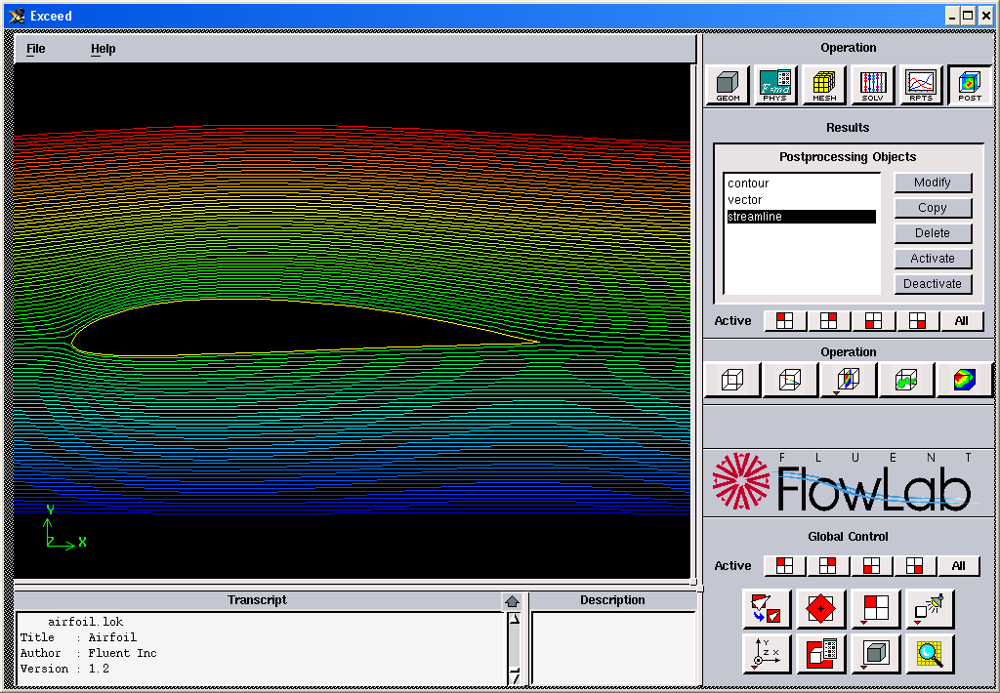 Exceed
File Help
Operation
GEOM PHYS MESH SOLV RPTS POST
F=ma
Results
Postprocessing Objects
contour
vector
streamline
Modify
Copy
Delete
Activate
Deactivate
Active All
Operation
FLUENT
FlowLab
Global Control
Active All
Y
Z X
Y
Z X
Transcript
airfoil.lok
Title : Airfoil
Author : Fluent Inc
Version : 1.2
Description